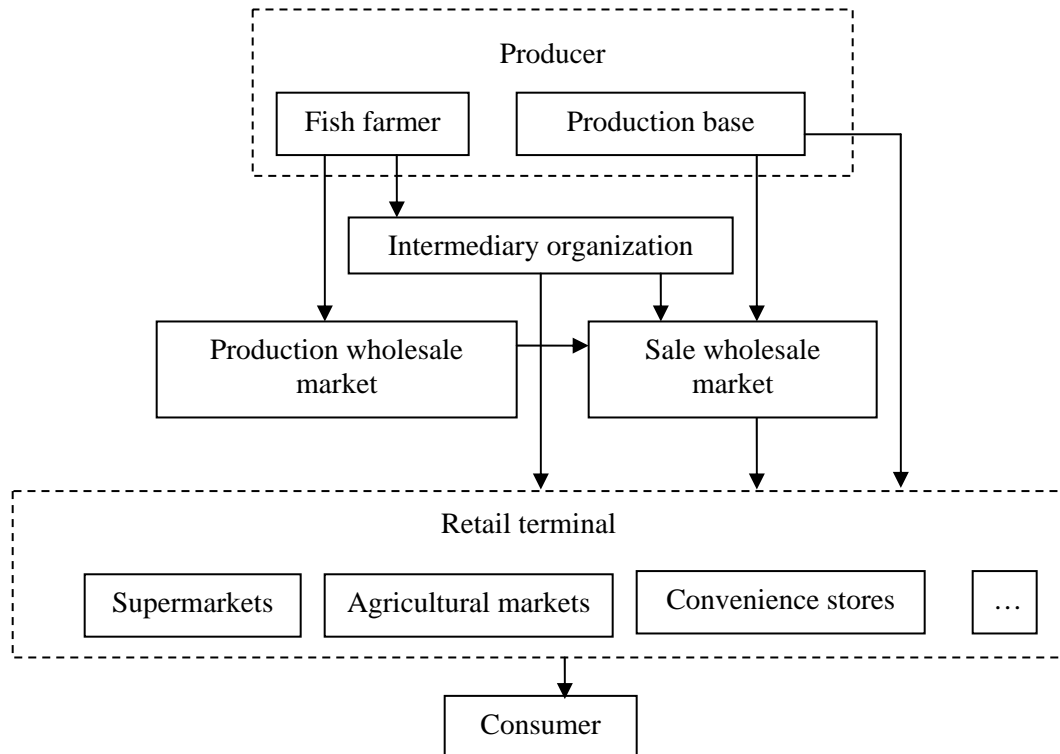 Producer
Fish farmer
Production base
Intermediary organization
Production wholesale
market
Sale wholesale
market
Retail terminal
Supermarkets
Agricultural markets
Convenience stores
…
Consumer